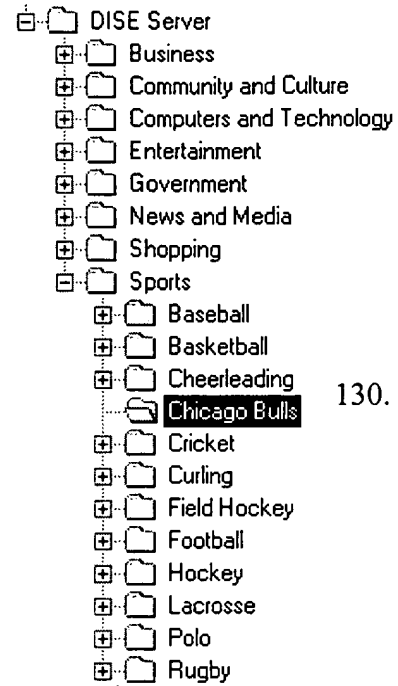 DISE Server
Business
Community and Culture
Computers and Technology
Entertainment
Government
News and Media
Shopping
Sports
Baseball
Basketball
Cheerleading
Chicago Bulls 130.
Cricket
Curling
Field Hockey
Football
Hockey
Lacrosse
Polo
Rugby